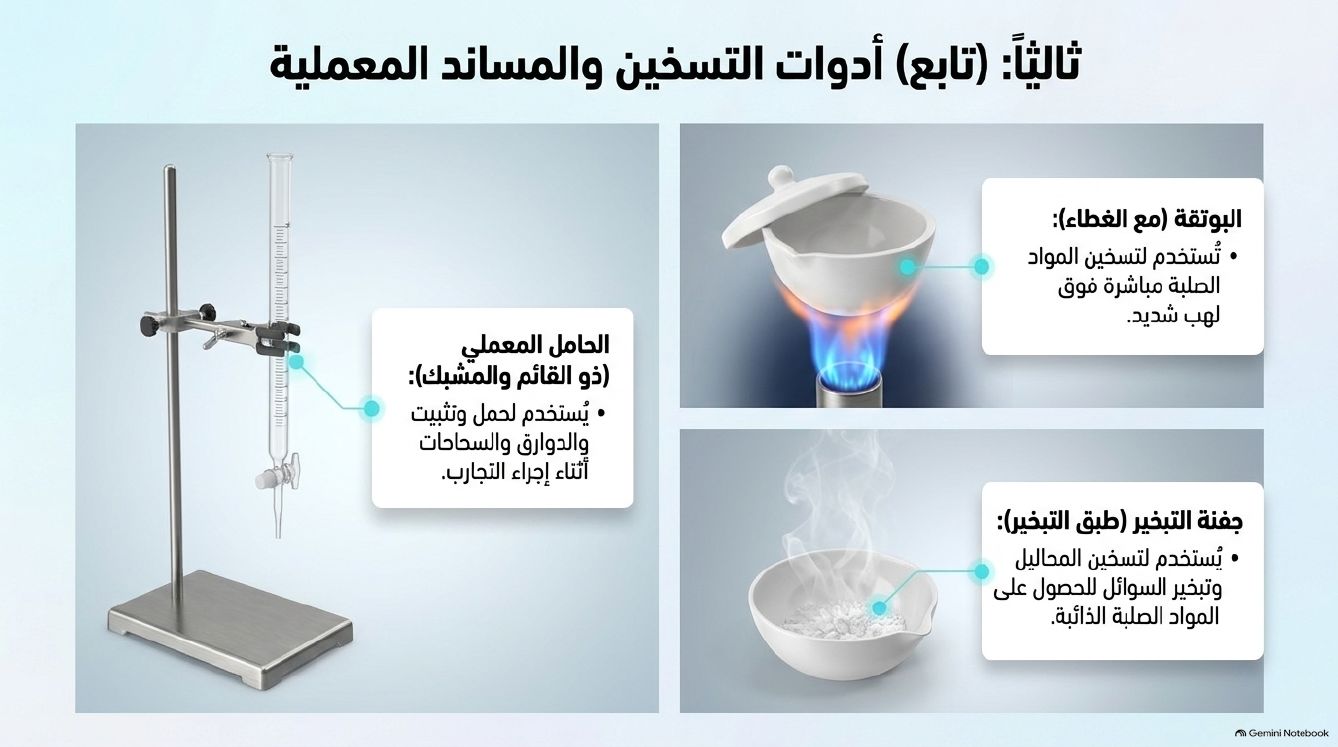 ثالثاً: (تابع) أدوات التسخين والمساند المعملية
البوتقة (مع الغطاء):
• تُستخدم لتسخين المواد
الصلبة مباشرة فوق
لهب شديد.
الحامل المعملي
(ذو القائم والمشبك):
• يُستخدم لحمل وتثبيت
والدوارق والسحاحات
أثناء إجراء التجارب.
جفنة التبخير (طبق التبخير):
• يُستخدم لتسخين المحاليل
وتبخير السوائل للحصول على
المواد الصلبة الذائبة.
Gemini Notebook